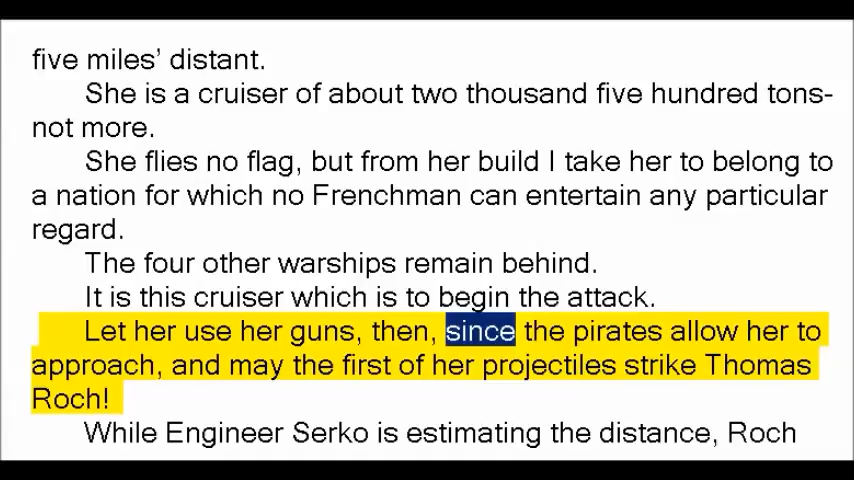 five miles’ distant.
She is a cruiser of about two thousand five hundred tons-
not more.
She flies no flag, but from her build I take her to belong to
a nation for which no Frenchman can entertain any particular
regard.
The four other warships remain behind.
It is this cruiser which is to begin the attack.
Let her use her guns, then, since the pirates allow her to
approach, and may the first of her projectiles strike Thomas
Roch!
While Engineer Serko is estimating the distance, Roch